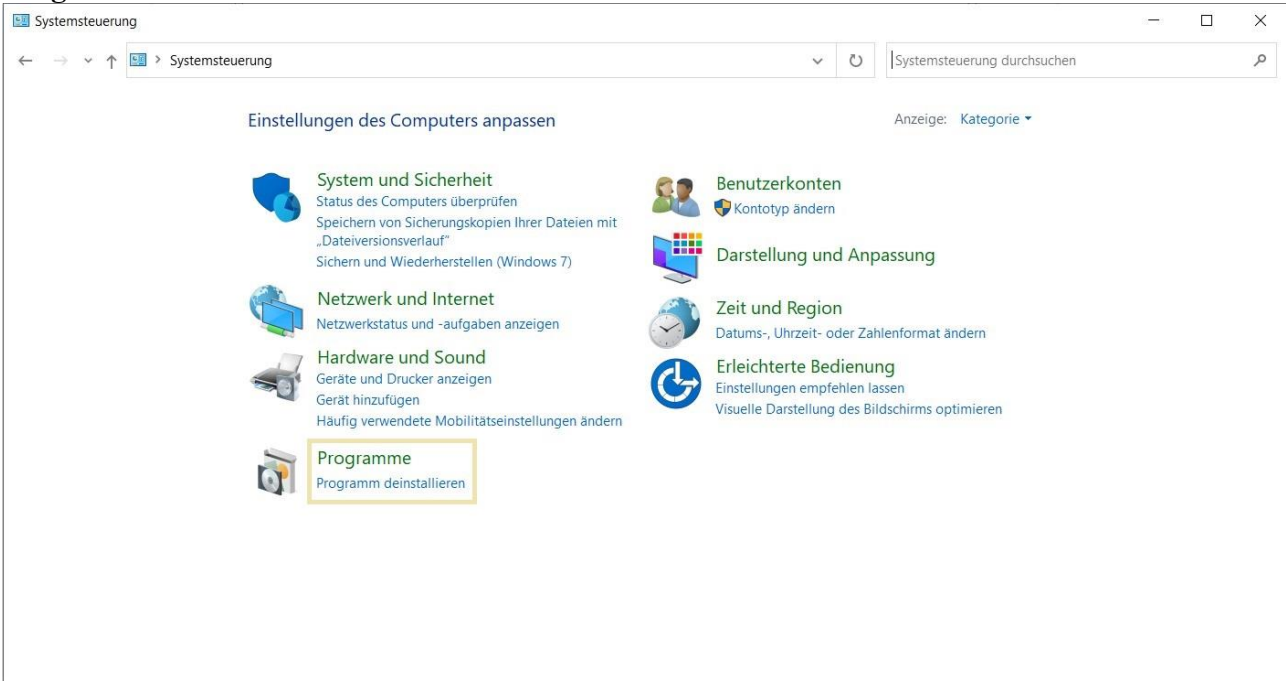 Systemsteuerung
Systemsteuerung
Systemsteuerung durchsuchen
Einstellungen des Computers anpassen
Anzeige: Kategorie
System und Sicherheit
Status des Computers überprüfen
Speichern von Sicherungskopien Ihrer Dateien mit
„Dateiversionsverlauf"
Sichern und Wiederherstellen (Windows 7)
Netzwerk und Internet
Netzwerkstatus und -aufgaben anzeigen
Hardware und Sound
Geräte und Drucker anzeigen
Gerät hinzufügen
Häufig verwendete Mobilitätseinstellungen ändern
Programme
Programm deinstallieren
Benutzerkonten
Kontotyp ändern
Darstellung und Anpassung
Zeit und Region
Datums-, Uhrzeit- oder Zahlenformat ändern
Erleichterte Bedienung
Einstellungen empfehlen lassen
Visuelle Darstellung des Bildschirms optimieren